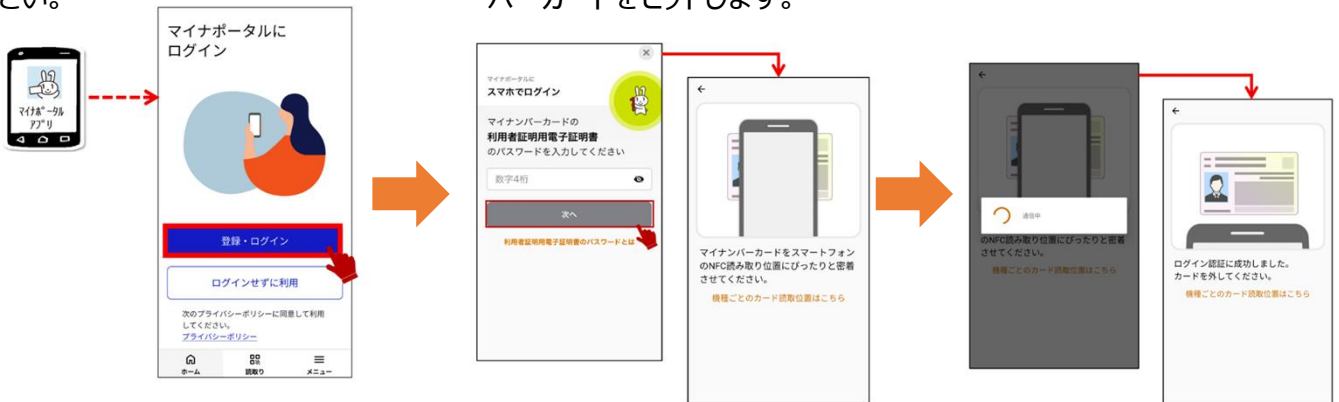 さい。
バーカードをセットします。
マイナポータル
アプリ
マイナポータルに
ログイン
登録・ログイン
ログインせずに利用
次のプライバシーポリシーに同意して利用
してください。
プライバシーポリシー
ホーム
読取り
メニュー
マイナポータルに
スマホでログイン
マイナンバーカードの
利用者証明用電子証明書
のパスワードを入力してください
数字4桁
次へ
利用者証明用電子証明書のパスワードとは
マイナンバーカードをスマートフォン
のNFC読み取り位置にぴったりと密着
させてください。
機種ごとのカード読取位置はこちら
通信中
のNFC読み取り位置にぴったりと密着
させてください。
機種ごとのカード読取位置はこちら
ログイン認証に成功しました。
カードを外してください。
機種ごとのカード読取位置はこちら